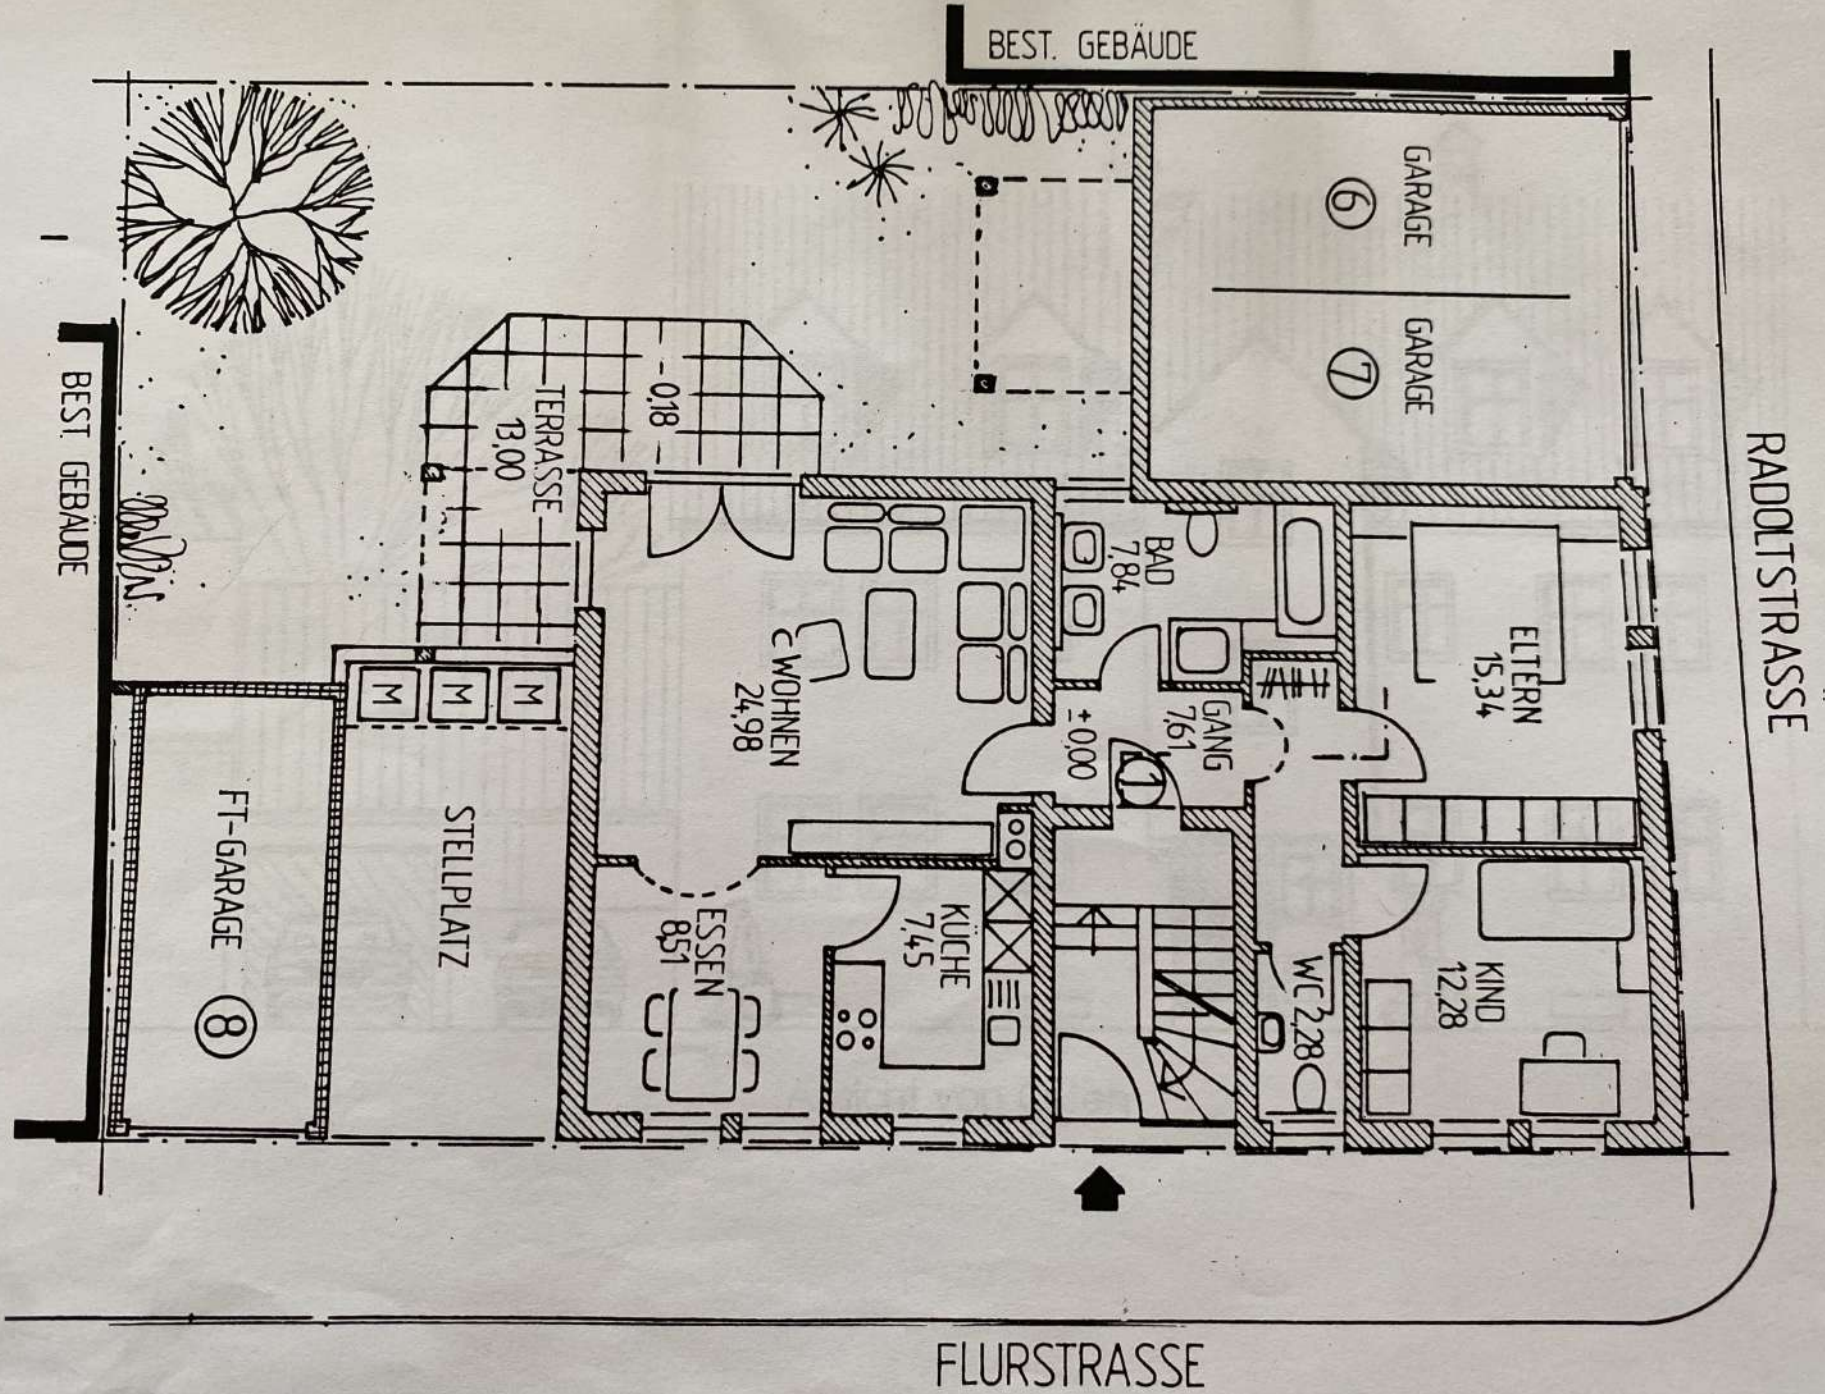 BEST. GEBÄUDE
GARAGE
6
GARAGE
7
RADOLTSTRASSE
BEST. GEBÄUDE
TERRASSE
13,00
-0,18
BAD
7,84
ELTERN
15,34
WOHNEN
24,98
± 0,00
GANG
7,61
1
M
M
M
FT-GARAGE
8
STELLPLATZ
ESSEN
8,51
KÜCHE
7,45
WC 2,28
KIND
12,28
FLURSTRASSE